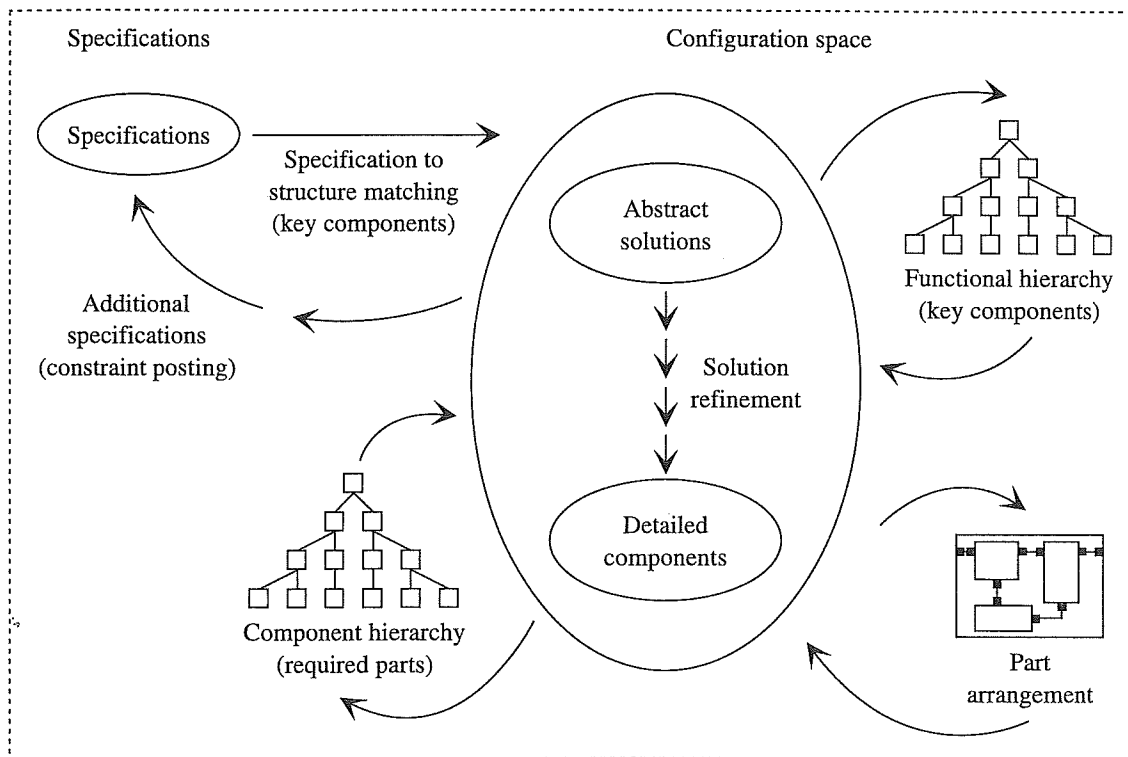 Specifications
Configuration space
Specifications
Specification to
structure matching
(key components)
Abstract
solutions
Functional hierarchy
(key components)
Additional
specifications
(constraint posting)
Solution
refinement
Detailed
components
Component hierarchy
(required parts)
Part
arrangement